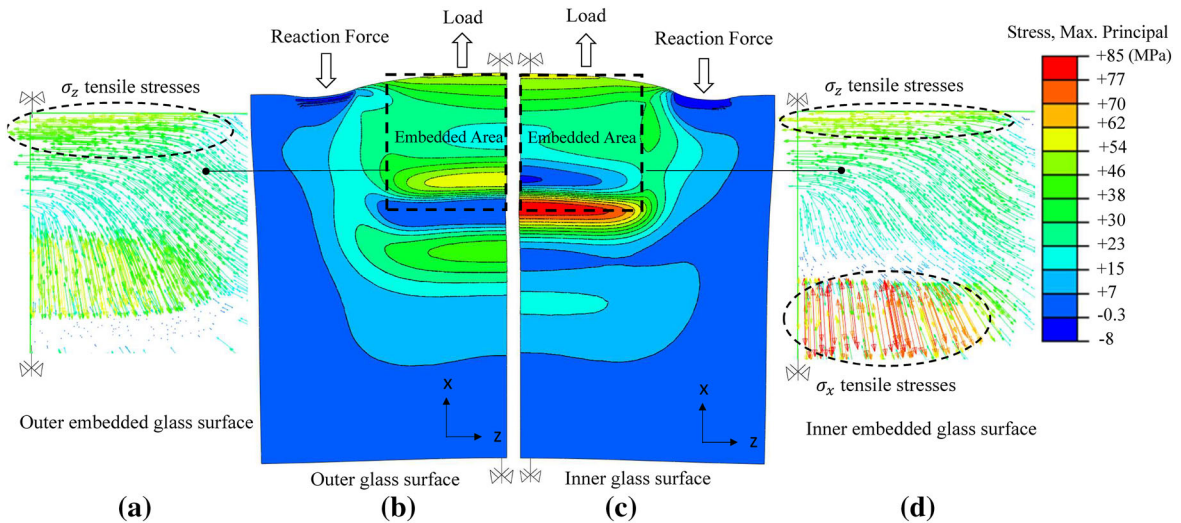 Load
Load
Reaction Force
Reaction Force
Stress, Max. Principal
+85 (MPa)
+77
+70
+62
+54
+46
+38
+30
+23
+15
+7
-0.3
-8
σz tensile stresses
σz tensile stresses
Embedded Area
Embedded Area
σx tensile stresses
X
Z
X
Z
Outer embedded glass surface
Inner embedded glass surface
Outer glass surface
Inner glass surface
(a)
(b)
(c)
(d)